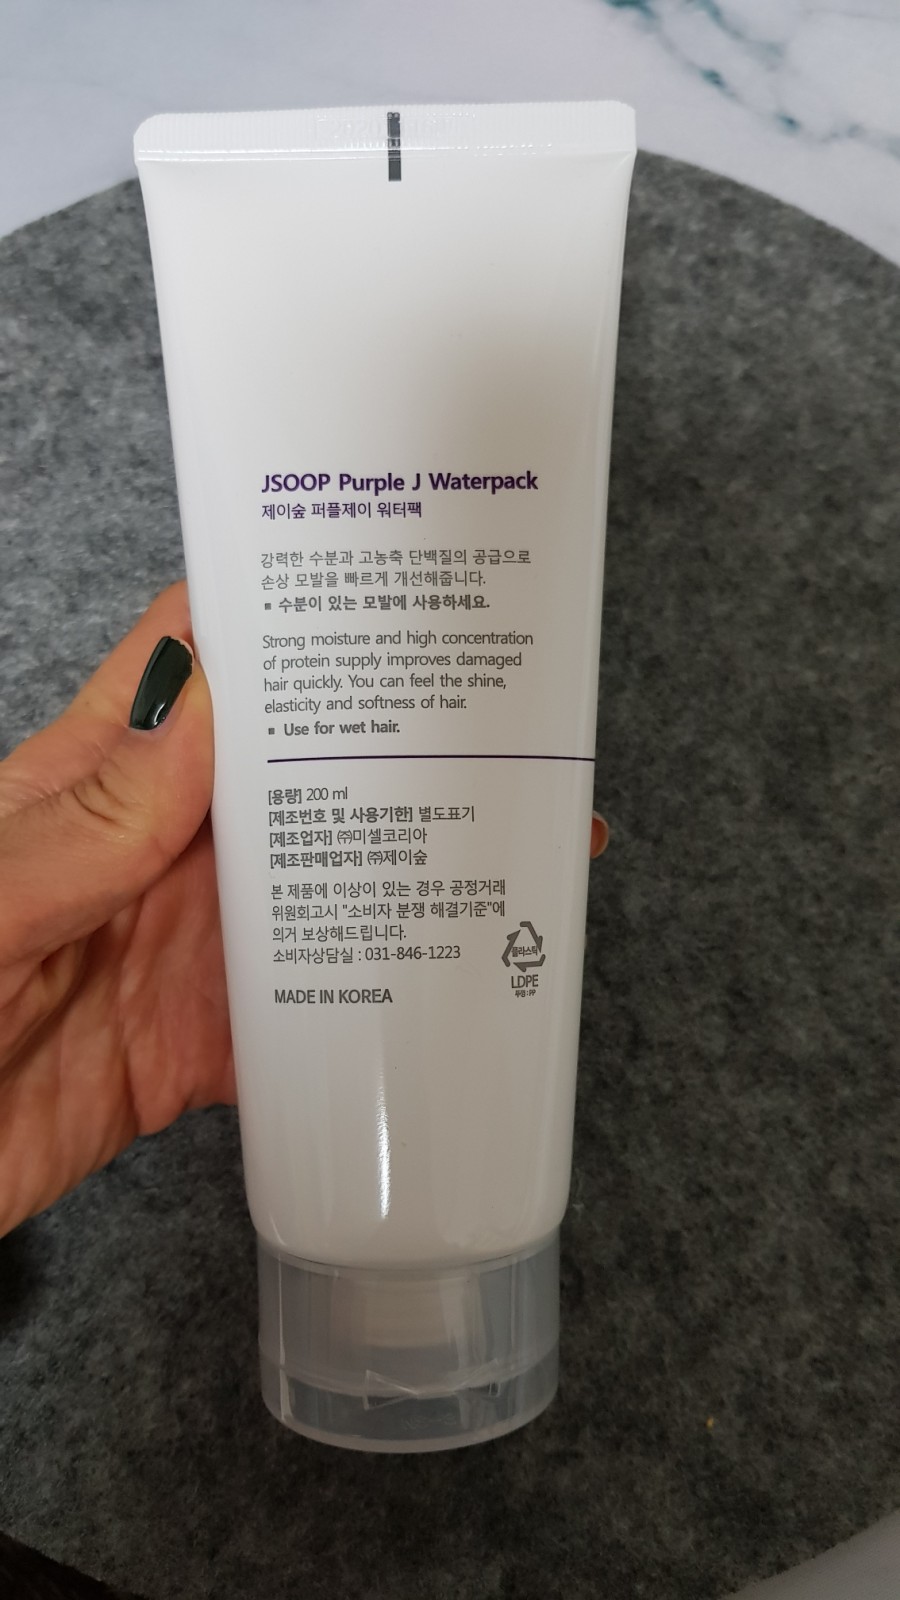 JSOOP Purple J Waterpack
제이숲 퍼플제이 워터팩
강력한 수분과 고농축 단백질의 공급으로
손상 모발을 빠르게 개선해줍니다.
▪ 수분이 있는 모발에 사용하세요.
Strong moisture and high concentration
of protein supply improves damaged
hair quickly. You can feel the shine,
elasticity and softness of hair.
▪ Use for wet hair.
[용량] 200 ml
[제조번호 및 사용기한] 별도표기
[제조업자] ㈜미셀코리아
[제조판매업자] ㈜제이숲
본 제품에 이상이 있는 경우 공정거래
위원회고시 "소비자 분쟁 해결기준"에
의거 보상해드립니다.
소비자상담실 : 031-846-1223
플라스틱
LDPE
뚜껑 : PP
MADE IN KOREA